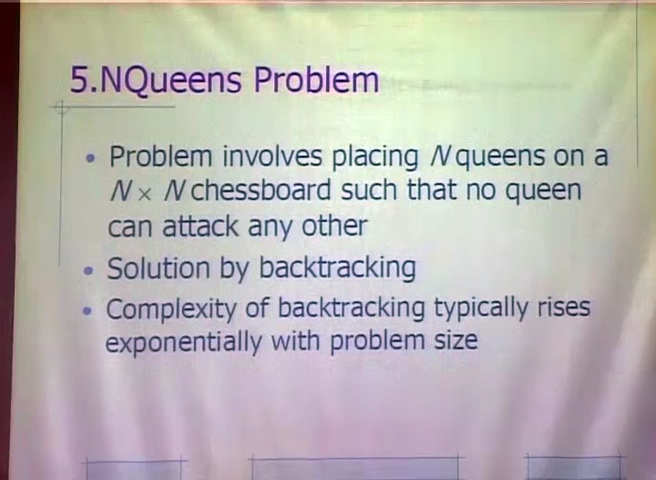 5.NQueens Problem
• Problem involves placing N queens on a
N × N chessboard such that no queen
can attack any other
• Solution by backtracking
• Complexity of backtracking typically rises
exponentially with problem size